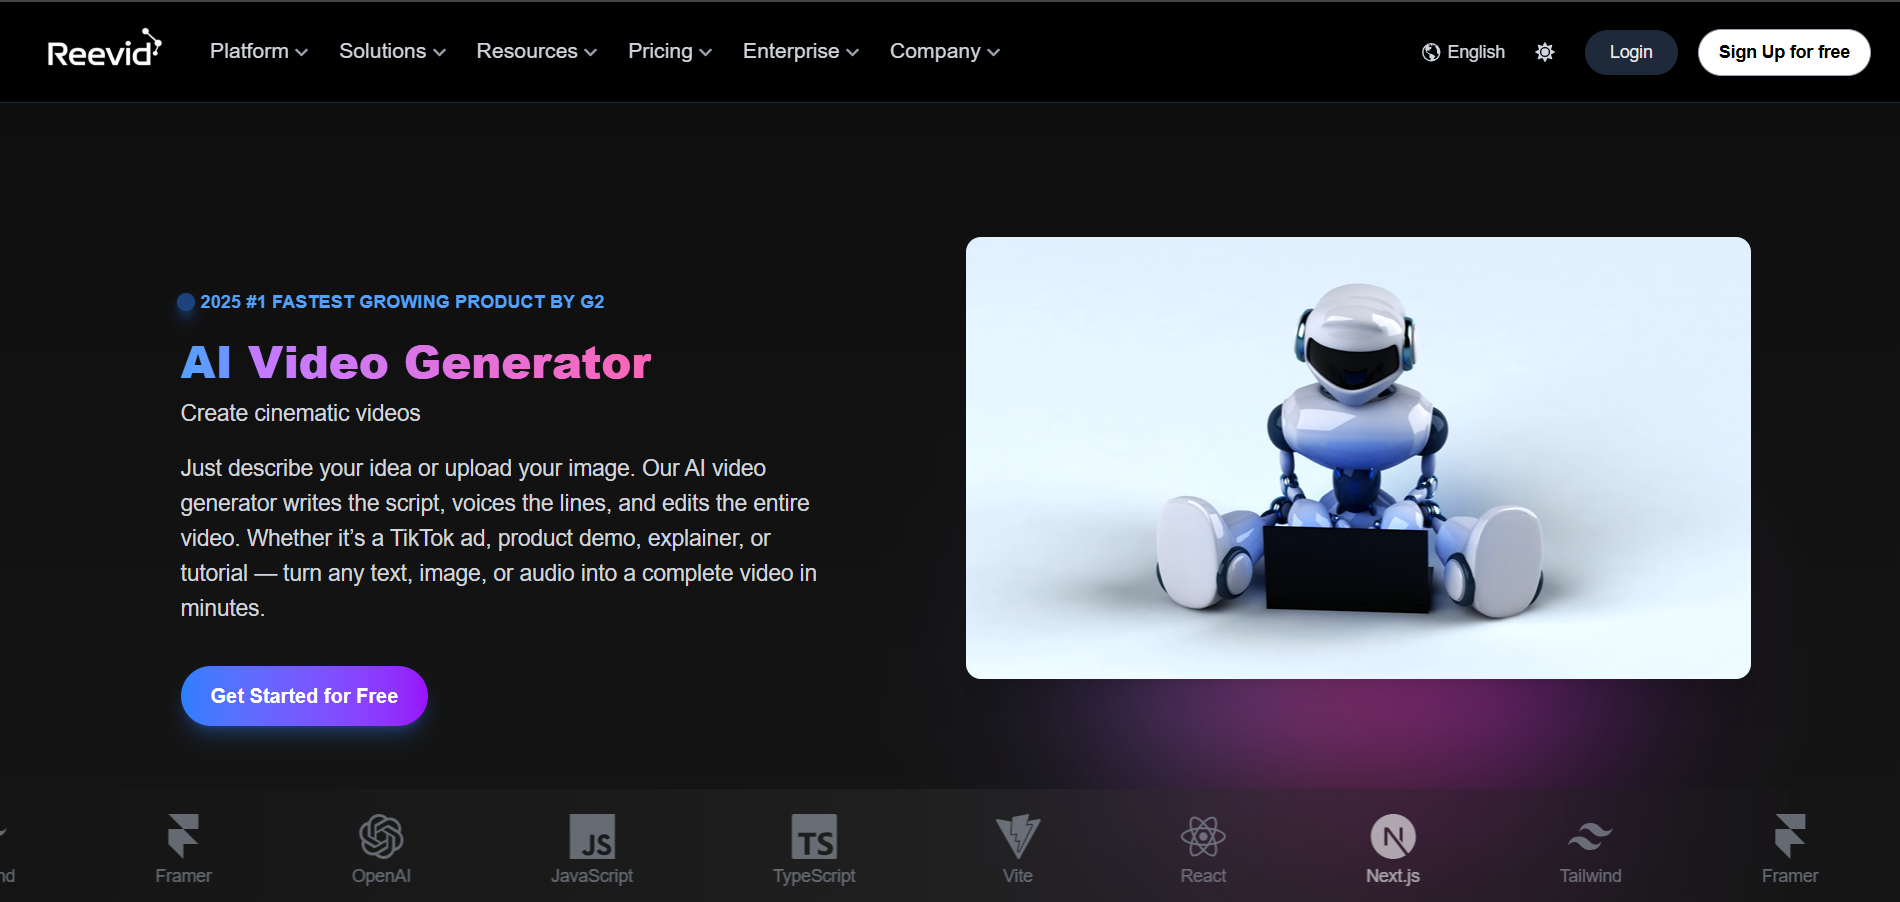 Reevid
Platform
Solutions
Resources
Pricing
Enterprise
Company
English
Login
Sign Up for free
2025 #1 FASTEST GROWING PRODUCT BY G2
AI Video Generator
Create cinematic videos
Just describe your idea or upload your image. Our AI video
generator writes the script, voices the lines, and edits the entire
video. Whether it’s a TikTok ad, product demo, explainer, or
tutorial — turn any text, image, or audio into a complete video in
minutes.
Get Started for Free
JS
TS
N
nd
Framer
OpenAI
JavaScript
TypeScript
Vite
React
Next.js
Tailwind
Framer